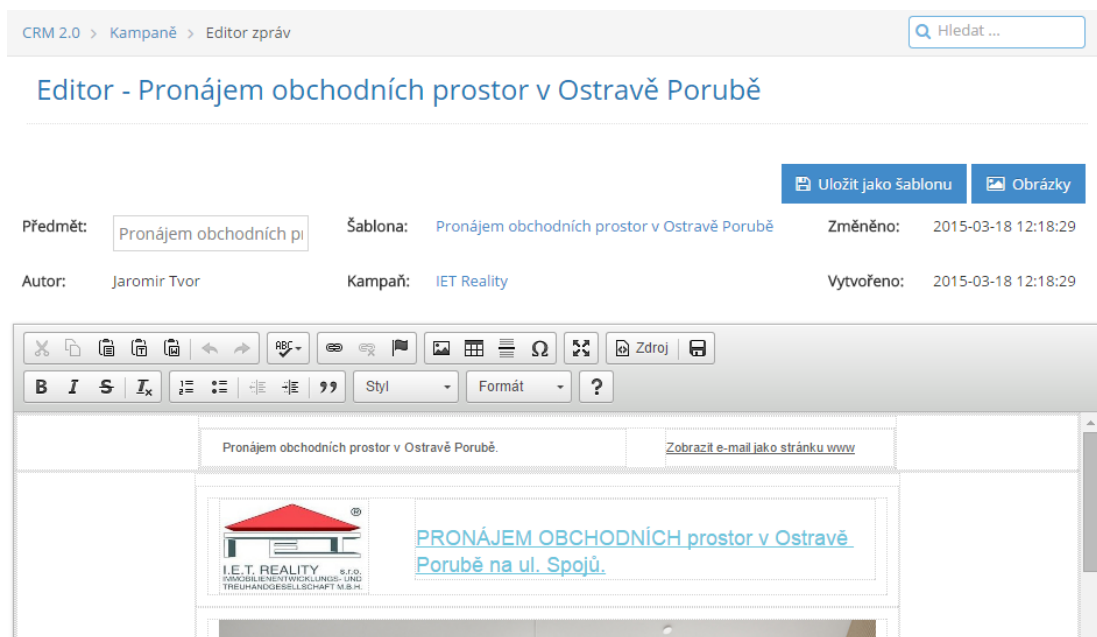 CRM 2.0 > Kampaně > Editor zpráv
Hledat ...
Editor - Pronájem obchodních prostor v Ostravě Porubě
Uložit jako šablonu
Obrázky
Předmět: Pronájem obchodních pr Šablona: Pronájem obchodních prostor v Ostravě Porubě Změněno: 2015-03-18 12:18:29
Autor: Jaromir Tvor Kampaň: IET Reality Vytvořeno: 2015-03-18 12:18:29
ABC Ω Zdroj
B I S Ix Styl Formát ?
Pronájem obchodních prostor v Ostravě Porubě. Zobrazit e-mail jako stránku www
PRONÁJEM OBCHODNÍCH prostor v Ostravě
Porubě na ul. Spojů.
®
I.E.T. REALITY s.r.o.
IMMOBILIENENTWICKLUNGS- UND
TREUHANDGESELLSCHAFT M.B.H.